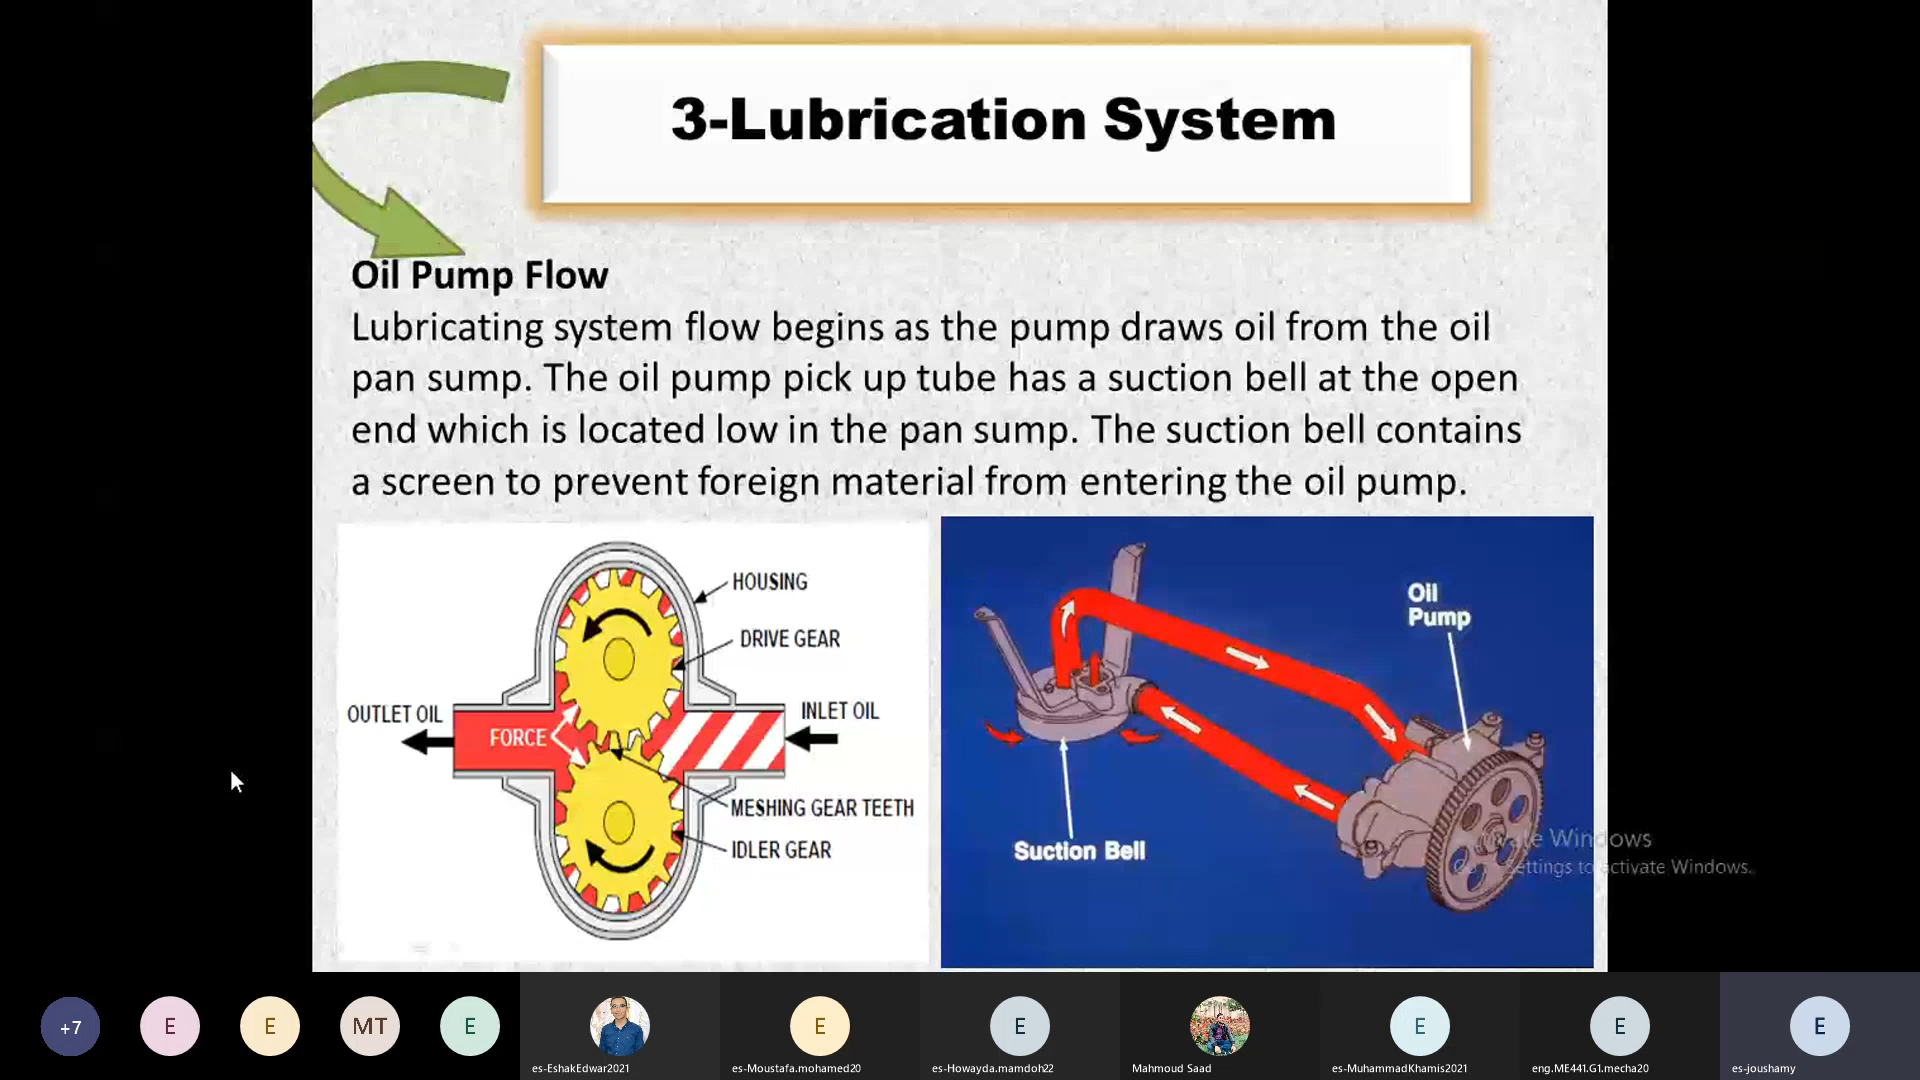 3-Lubrication System
Oil Pump Flow
Lubricating system flow begins as the pump draws oil from the oil
pan sump. The oil pump pick up tube has a suction bell at the open
end which is located low in the pan sump. The suction bell contains
a screen to prevent foreign material from entering the oil pump.
HOUSING
DRIVE GEAR
OUTLET OIL
INLET OIL
FORCE
MESHING GEAR TEETH
IDLER GEAR
Oil
Pump
Suction Bell
Windows
to activate Windows.
+7
E
E
MT
E
E
E
E
E
E
es-EshakEdwar2021
es-Moustafa.mohamed20
es-Howayda.mamdoh22
Mahmoud Saad
es-MuhammadKhamis2021
eng.ME441.G1.mecha20
es-joushamy